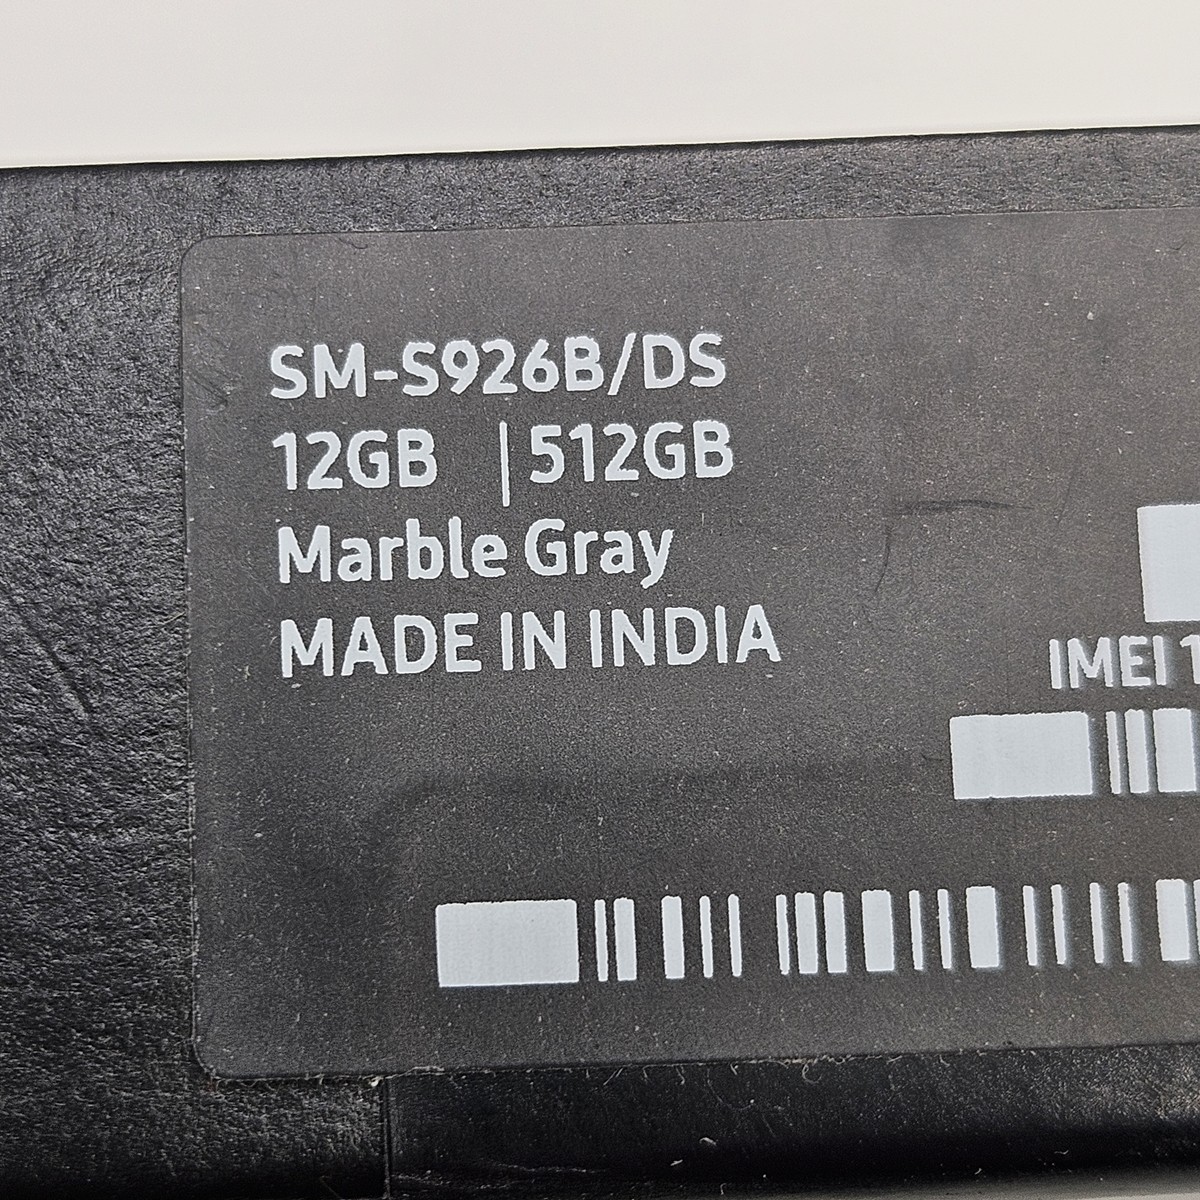 SM-S926B/DS
12GB | 512GB
Marble Gray
MADE IN INDIA
IMEI 1